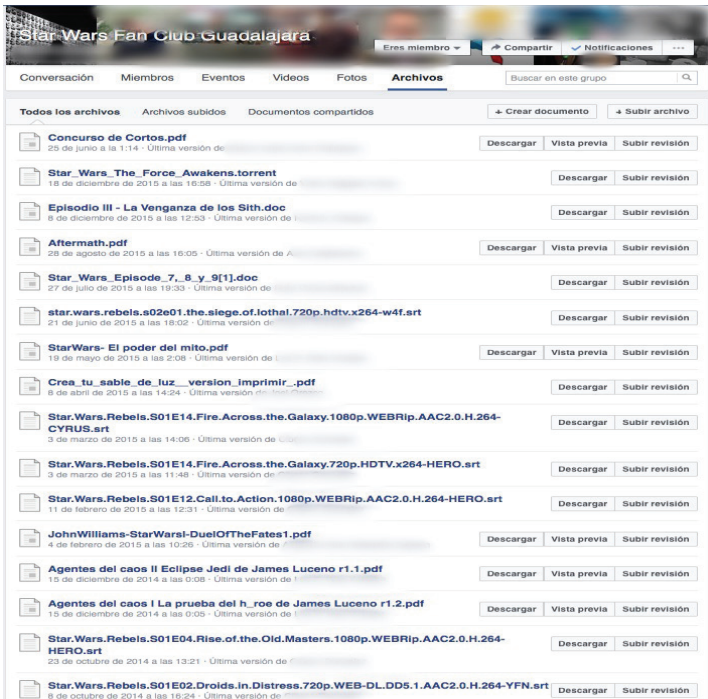 Star Wars Fan Club Guadalajara
Eres miembro Compartir Notificaciones
Conversación Miembros Eventos Videos Fotos Archivos Buscar en este grupo
Todos los archivos Archivos subidos Documentos compartidos + Crear documento + Subir archivo
Concurso de Cortos.pdf
25 de junio a la 1:14 · Última versión de
Descargar Vista previa Subir revisión
Star_Wars_The_Force_Awakens.torrent
18 de diciembre de 2015 a las 16:58 · Última versión de
Descargar Subir revisión
Episodio III - La Venganza de los Sith.doc
8 de diciembre de 2015 a las 12:53 · Última versión de
Descargar Subir revisión
Aftermath.pdf
28 de agosto de 2015 a las 16:05 · Última versión de
Descargar Vista previa Subir revisión
Star_Wars_Episode_7,_8_y_9[1].doc
27 de julio de 2015 a las 19:33 · Última versión de
Descargar Subir revisión
star.wars.rebels.s02e01.the.siege.of.lothal.720p.hdtv.x264-w4f.srt
21 de junio de 2015 a las 18:02 · Última versión de
Descargar Subir revisión
StarWars- El poder del mito.pdf
19 de mayo de 2015 a las 2:08 · Última versión de
Descargar Vista previa Subir revisión
Crea_tu_sable_de_luz__version_imprimir_.pdf
8 de abril de 2015 a las 14:24 · Última versión
Descargar Subir revisión
Star.Wars.Rebels.S01E14.Fire.Across.the.Galaxy.1080p.WEBRip.AAC2.0.H.264-
CYRUS.srt
3 de marzo de 2015 a las 14:06 · Última versión de
Descargar Subir revisión
Star.Wars.Rebels.S01E14.Fire.Across.the.Galaxy.720p.HDTV.x264-HERO.srt
3 de marzo de 2015 a las 11:48 · Última versión de
Descargar Subir revisión
Star.Wars.Rebels.S01E12.Call.to.Action.1080p.WEBRip.AAC2.0.H.264-HERO.srt
11 de febrero de 2015 a las 12:31 · Última versión de
Descargar Subir revisión
JohnWilliams-StarWarsI-DuelOfTheFates1.pdf
4 de febrero de 2015 a las 10:26 · Última versión de
Descargar Vista previa Subir revisión
Agentes del caos II Eclipse Jedi de James Luceno r1.1.pdf
15 de diciembre de 2014 a las 0:08 · Última versión de
Descargar Vista previa Subir revisión
Agentes del caos I La prueba del h_roe de James Luceno r1.2.pdf
15 de diciembre de 2014 a las 0:05 · Última versión de
Descargar Vista previa Subir revisión
Star.Wars.Rebels.S01E04.Rise.of.the.Old.Masters.1080p.WEBRip.AAC2.0.H.264-
HERO.srt
23 de octubre de 2014 a las 13:21 · Última versión de
Descargar Subir revisión
Star.Wars.Rebels.S01E02.Droids.in.Distress.720p.WEB-DL.DD5.1.AAC2.0.H.264-YFN.srt
8 de octubre de 2014 a las 16:24 · Última versión de
Descargar Subir revisión